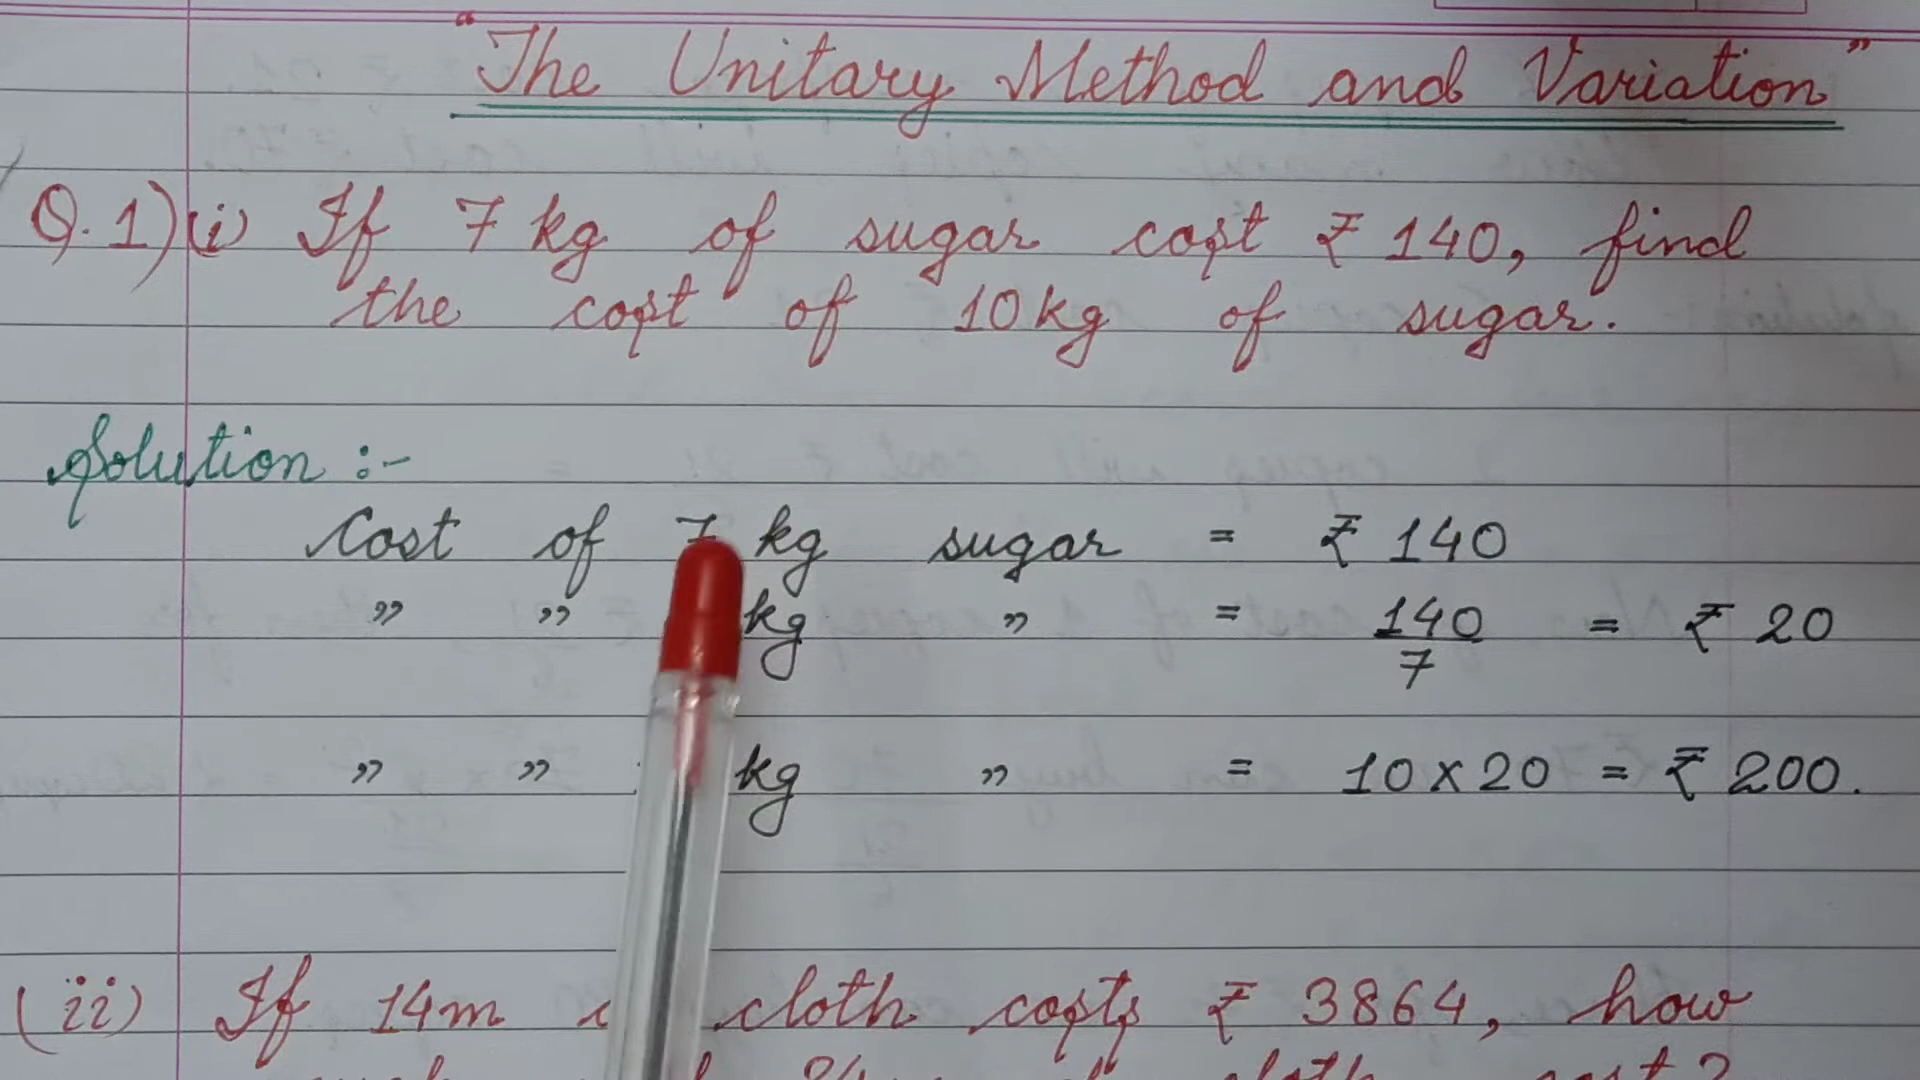 "The Unitary Method and Variation"
Q. 1) (i) If 7 kg of sugar cost ₹ 140, find
the cost of 10 kg of sugar.
Solution :-
Cost of 7 kg sugar = ₹ 140
" " kg " = 140/7 = ₹ 20
" " kg " = 10 x 20 = ₹ 200.
(ii) If 14m cloth costs ₹ 3864, how